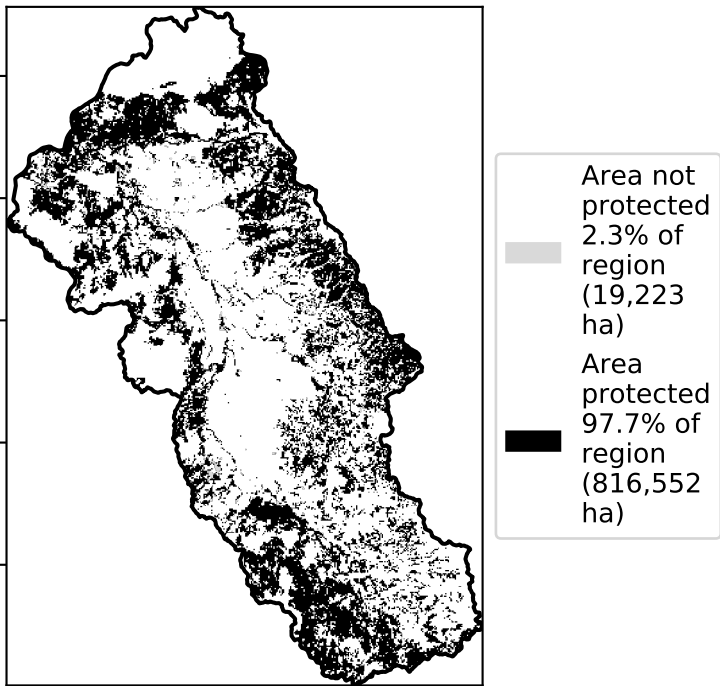 Area not
protected
2.3% of
region
(19,223
ha)
Area
protected
97.7% of
region
(816,552
ha)